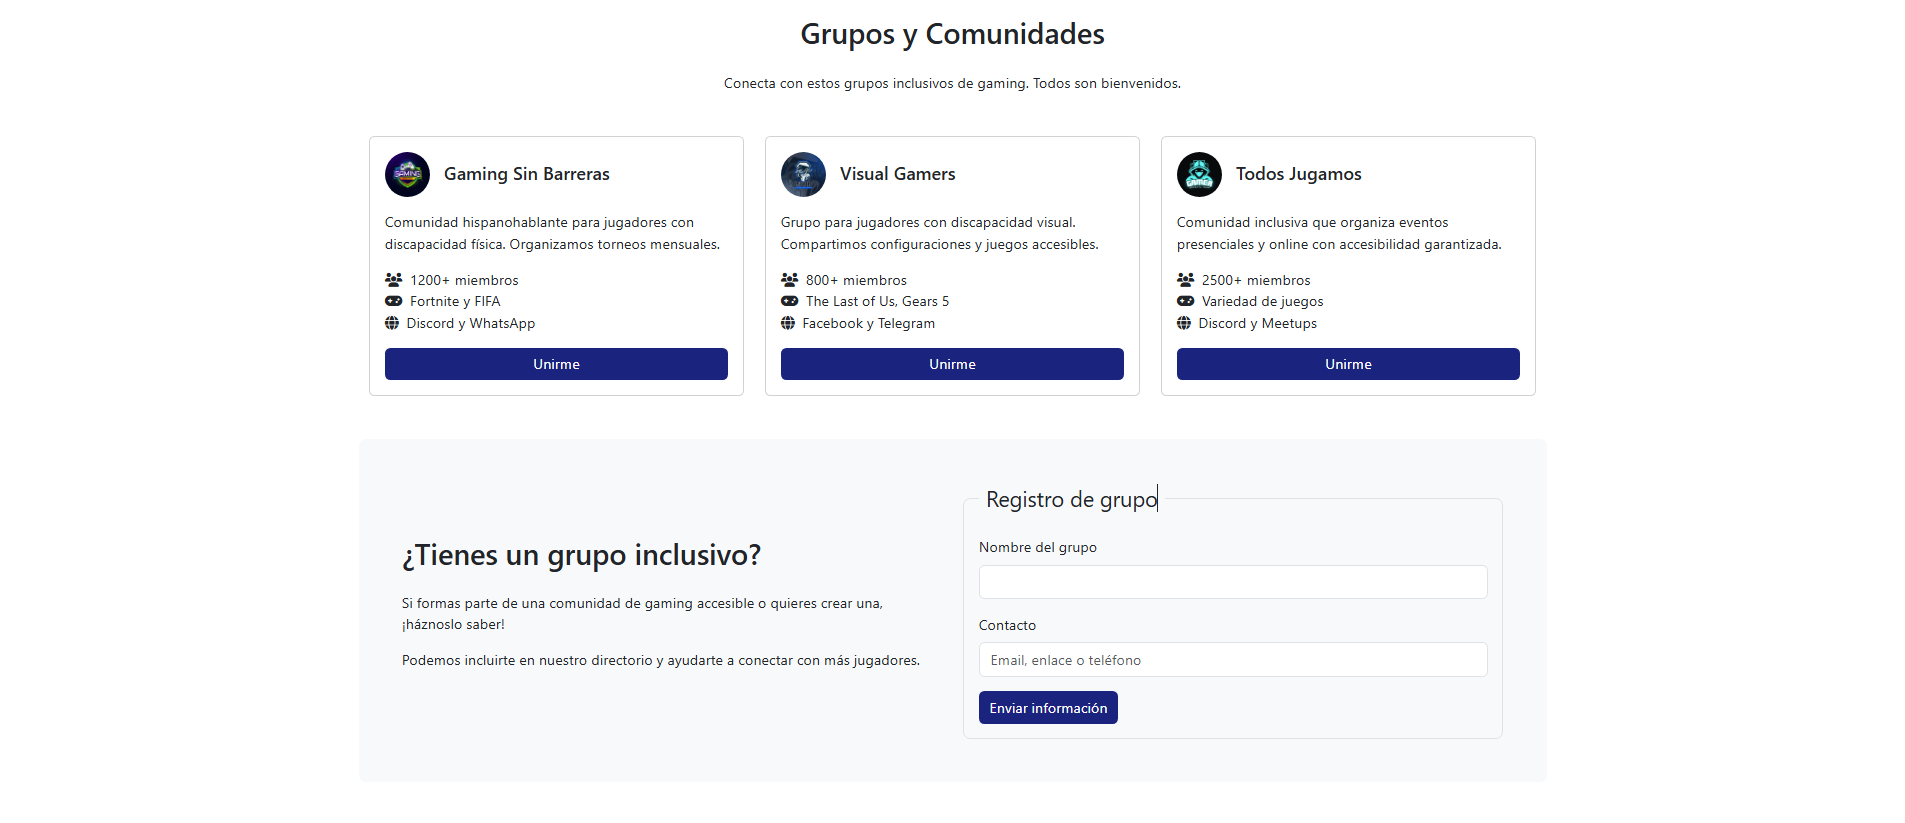 Grupos y Comunidades
Conecta con estos grupos inclusivos de gaming. Todos son bienvenidos.
GAMING
Gaming Sin Barreras
Comunidad hispanohablante para jugadores con
discapacidad física. Organizamos torneos mensuales.
1200+ miembros
Fortnite y FIFA
Discord y WhatsApp
Unirme
Visual Gamers
Grupo para jugadores con discapacidad visual.
Compartimos configuraciones y juegos accesibles.
800+ miembros
The Last of Us, Gears 5
Facebook y Telegram
Unirme
GAMER
Todos Jugamos
Comunidad inclusiva que organiza eventos
presenciales y online con accesibilidad garantizada.
2500+ miembros
Variedad de juegos
Discord y Meetups
Unirme
¿Tienes un grupo inclusivo?
Si formas parte de una comunidad de gaming accesible o quieres crear una,
¡háznoslo saber!
Podemos incluirte en nuestro directorio y ayudarte a conectar con más jugadores.
Registro de grupo
Nombre del grupo
Contacto
Email, enlace o teléfono
Enviar información